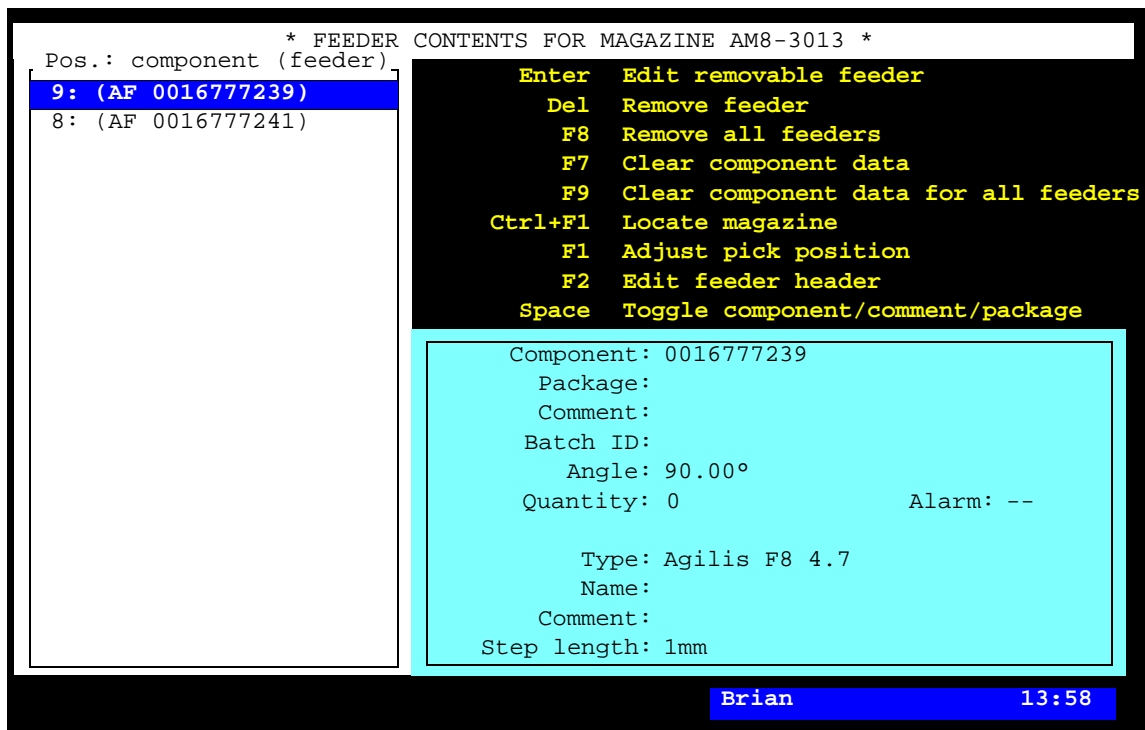 * FEEDER CONTENTS FOR MAGAZINE AM8-3013 *
Pos.: component (feeder)
9: (AF 0016777239)
8: (AF 0016777241)
Enter Edit removable feeder
Del Remove feeder
F8 Remove all feeders
F7 Clear component data
F9 Clear component data for all feeders
Ctrl+F1 Locate magazine
F1 Adjust pick position
F2 Edit feeder header
Space Toggle component/comment/package
Component: 0016777239
Package:
Comment:
Batch ID:
Angle: 90.00°
Quantity: 0 Alarm: --
Type: Agilis F8 4.7
Name:
Comment:
Step length: 1mm
Brian 13:58